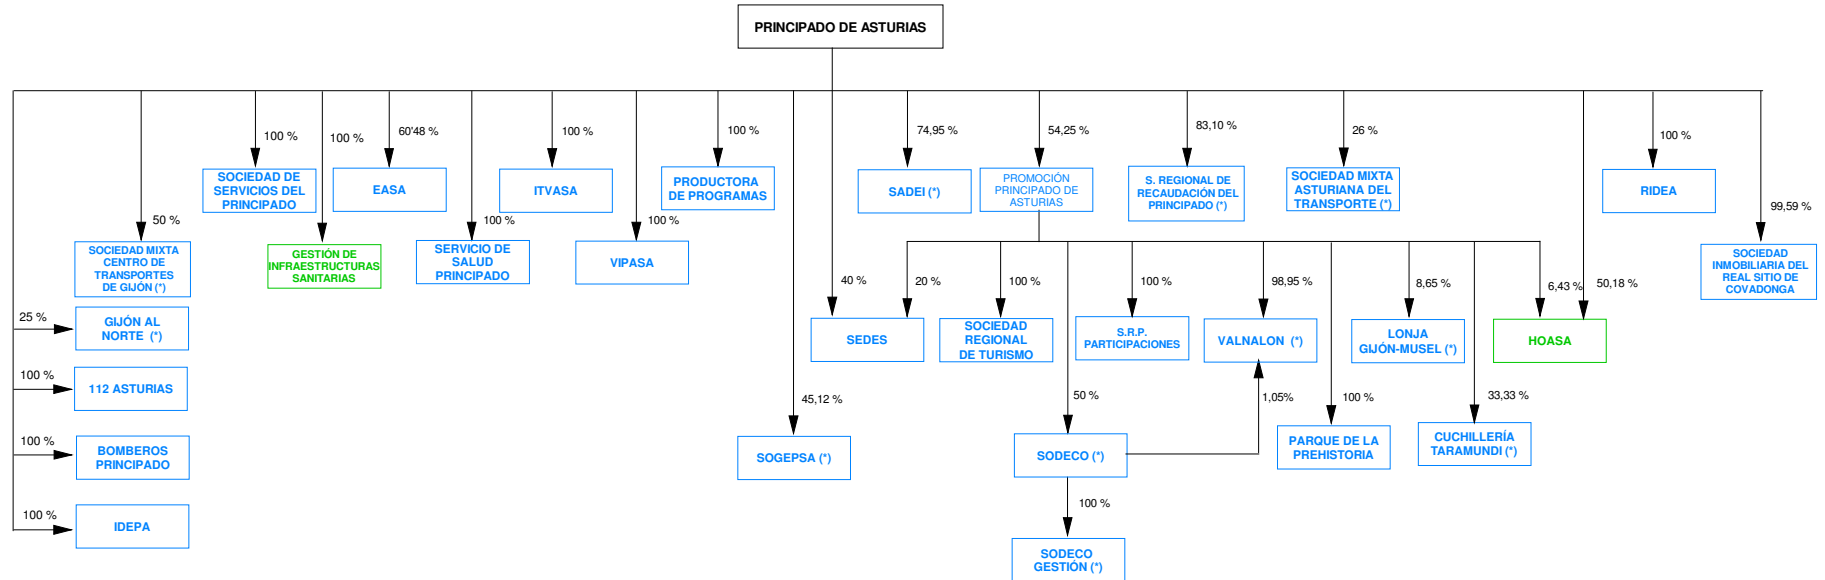 PRINCIPADO DE ASTURIAS
100 %
100 %
60'48 %
100 %
100 %
74,95 %
54,25 %
83,10 %
26 %
100 %
SOCIEDAD DE
SERVICIOS DEL
PRINCIPADO
EASA
ITVASA
PRODUCTORA
DE PROGRAMAS
SADEI (*)
PROMOCIÓN
PRINCIPADO DE
ASTURIAS
S. REGIONAL DE
RECAUDACIÓN DEL
PRINCIPADO (*)
SOCIEDAD MIXTA
ASTURIANA DEL
TRANSPORTE (*)
RIDEA
50 %
100 %
100 %
99,59 %
SOCIEDAD MIXTA
CENTRO DE
TRANSPORTES
DE GIJÓN (*)
GESTIÓN DE
INFRAESTRUCTURAS
SANITARIAS
SERVICIO DE
SALUD
PRINCIPADO
VIPASA
SOCIEDAD
INMOBILIARIA DEL
REAL SITIO DE
COVADONGA
40 %
20 %
100 %
100 %
98,95 %
8,65 %
6,43 %
50,18 %
25 %
GIJÓN AL
NORTE (*)
SEDES
SOCIEDAD
REGIONAL
DE TURISMO
S.R.P.
PARTICIPACIONES
VALNALON (*)
LONJA
GIJÓN-MUSEL (*)
HOASA
100 %
112 ASTURIAS
45,12 %
50 %
1,05%
100 %
33,33 %
100 %
BOMBEROS
PRINCIPADO
SOGEPSA (*)
SODECO (*)
PARQUE DE LA
PREHISTORIA
CUCHILLERÍA
TARAMUNDI (*)
100 %
IDEPA
100 %
SODECO
GESTIÓN (*)